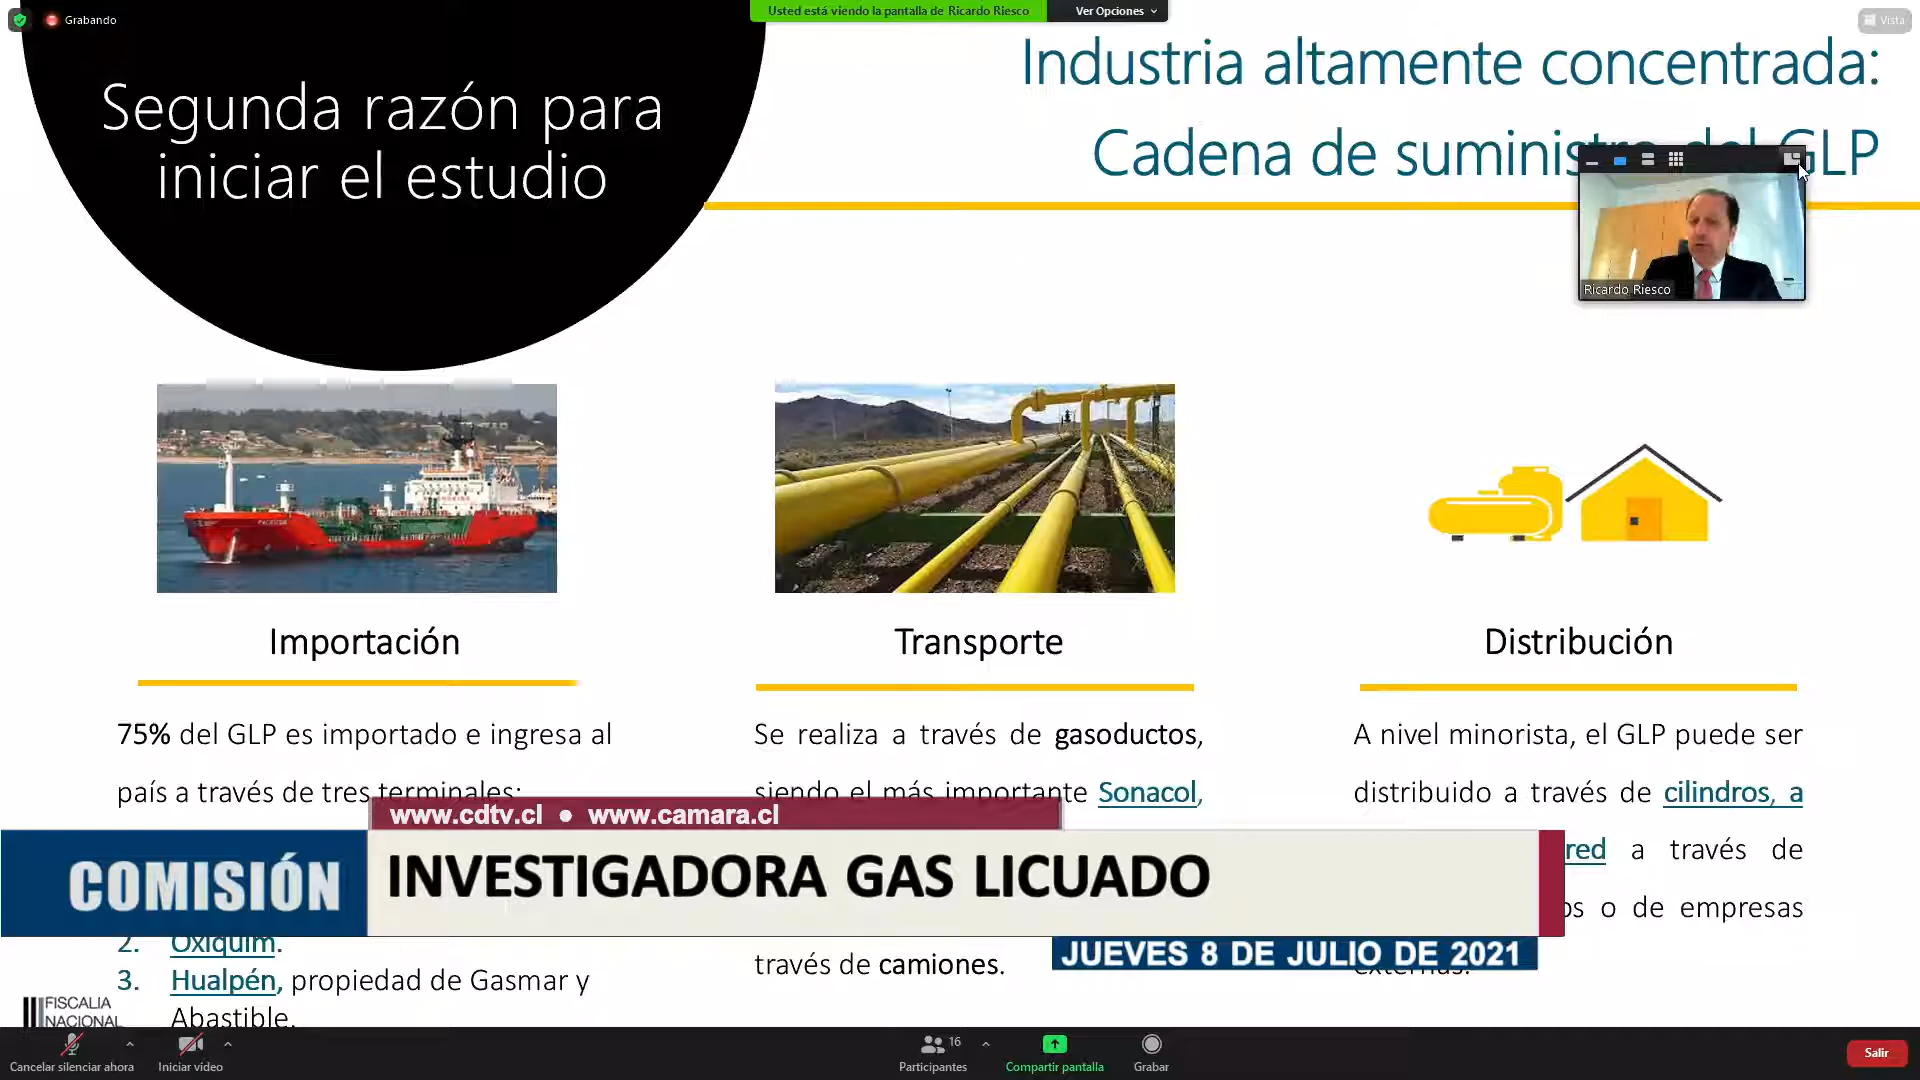 Grabando
Usted está viendo la pantalla de Ricardo Riesco
Ver Opciones
Vista
Segunda razón para
iniciar el estudio
Industria altamente concentrada:
Cadena de suministro del GLP
Ricardo Riesco
Importación
75% del GLP es importado e ingresa al
país a través de tres terminales:
2. Oxiquim.
3. Hualpén, propiedad de Gasmar y
Abastible.
Transporte
Se realiza a través de gasoductos,
siendo el más importante Sonacol,
través de camiones.
Distribución
A nivel minorista, el GLP puede ser
distribuido a través de cilindros, a
red a través de
o de empresas
externas.
www.cdtv.cl • www.camara.cl
COMISIÓN
INVESTIGADORA GAS LICUADO
JUEVES 8 DE JULIO DE 2021
FISCALIA
NACIONAL
Cancelar silenciar ahora
Iniciar video
16
Participantes
Compartir pantalla
Grabar
Salir